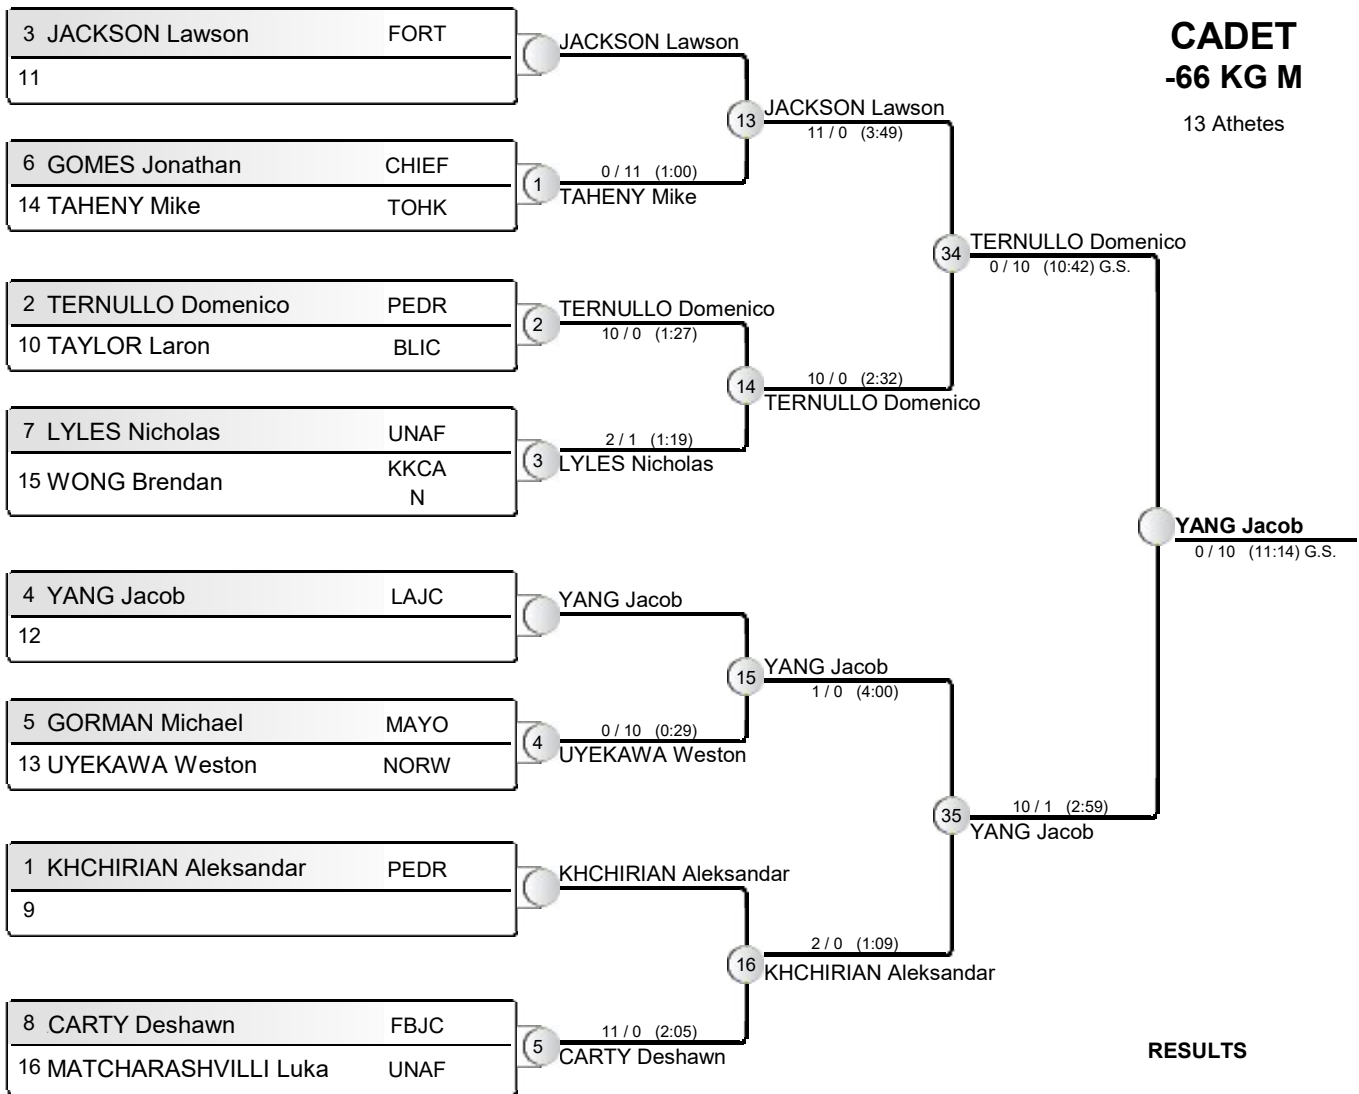 3 JACKSON Lawson FORT
11
6 GOMES Jonathan CHIEF
14 TAHENY Mike TOHK
2 TERNULLO Domenico PEDR
10 TAYLOR Laron BLIC
7 LYLES Nicholas UNAF
15 WONG Brendan KKCA
N
4 YANG Jacob LAJC
12
5 GORMAN Michael MAYO
13 UYEKAWA Weston NORW
1 KHCHIRIAN Aleksandar PEDR
9
8 CARTY Deshawn FBJC
16 MATCHARASHVILLI Luka UNAF
JACKSON Lawson
1
0 / 11 (1:00)
TAHENY Mike
2
TERNULLO Domenico
10 / 0 (1:27)
3
2 / 1 (1:19)
LYLES Nicholas
YANG Jacob
4
0 / 10 (0:29)
UYEKAWA Weston
KHCHIRIAN Aleksandar
5
11 / 0 (2:05)
CARTY Deshawn
13
JACKSON Lawson
11 / 0 (3:49)
14
10 / 0 (2:32)
TERNULLO Domenico
15
YANG Jacob
1 / 0 (4:00)
16
2 / 0 (1:09)
KHCHIRIAN Aleksandar
34
TERNULLO Domenico
0 / 10 (10:42) G.S.
35
10 / 1 (2:59)
YANG Jacob
YANG Jacob
0 / 10 (11:14) G.S.
CADET
-66 KG M
13 Athetes
RESULTS